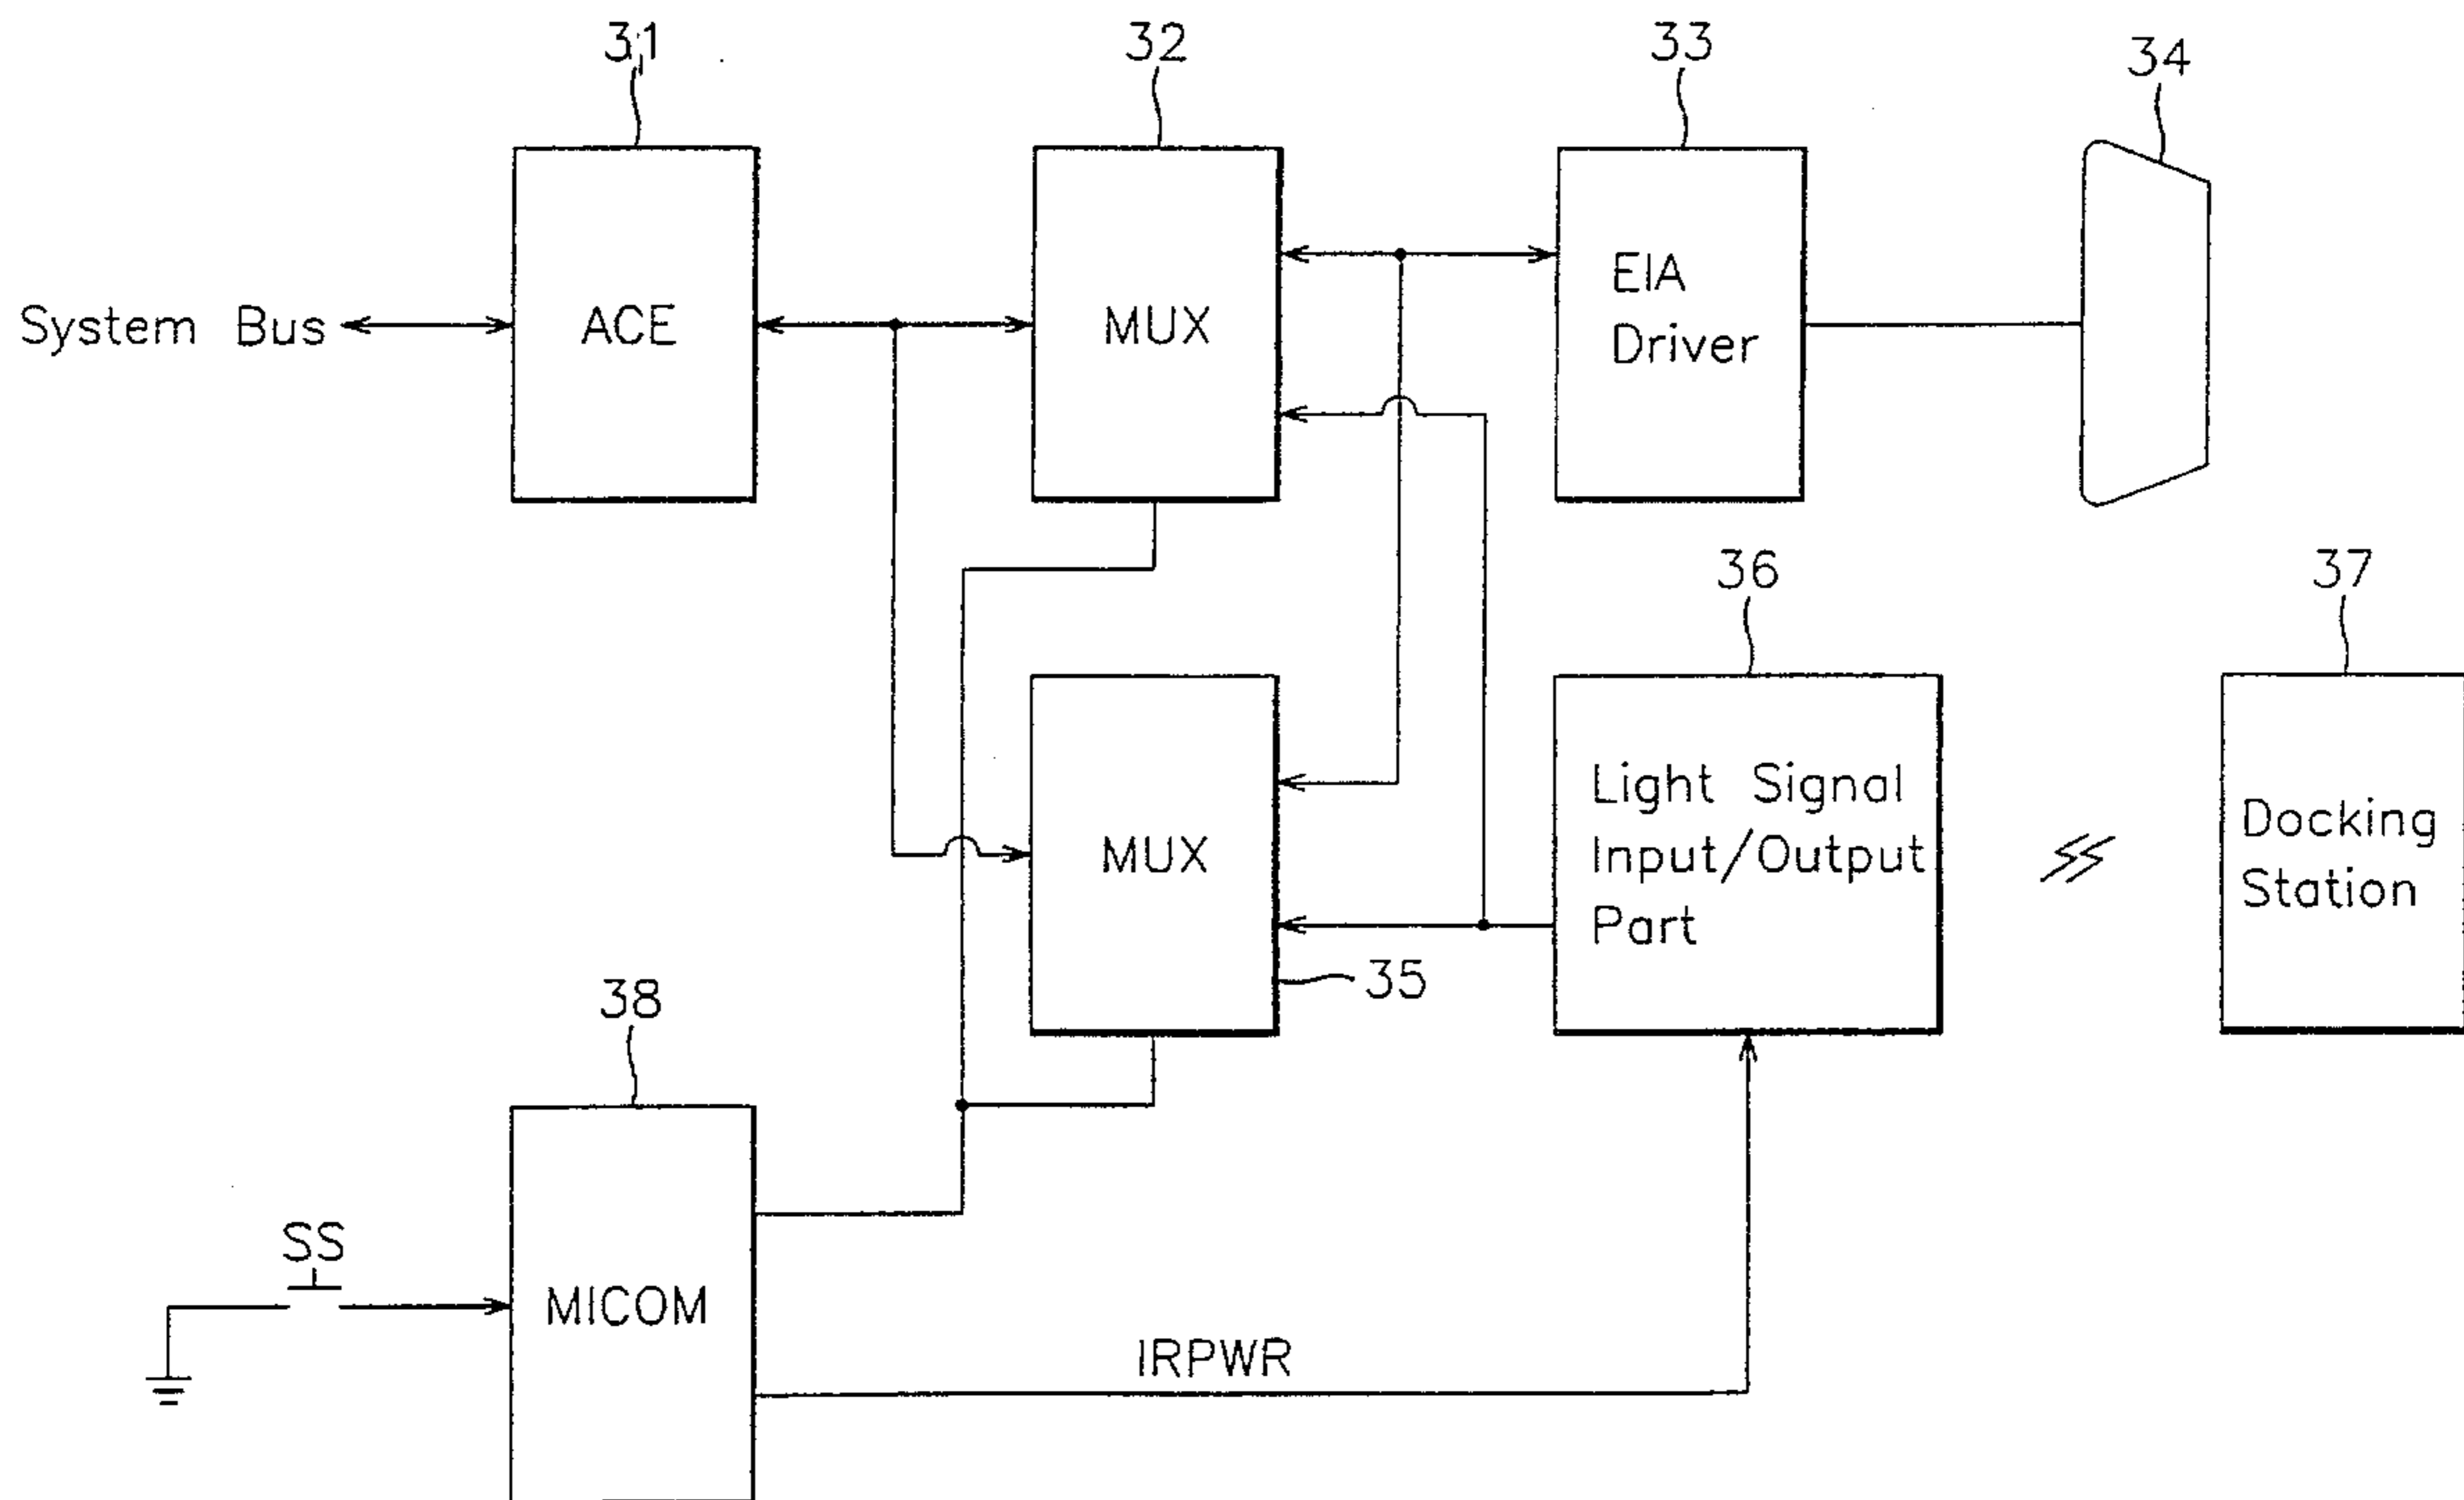 31
32
33
34
System Bus
ACE
MUX
EIA
Driver
36
37
MUX
Light Signal
Input/Output
Part
Docking
Station
35
38
SS
MICOM
IRPWR